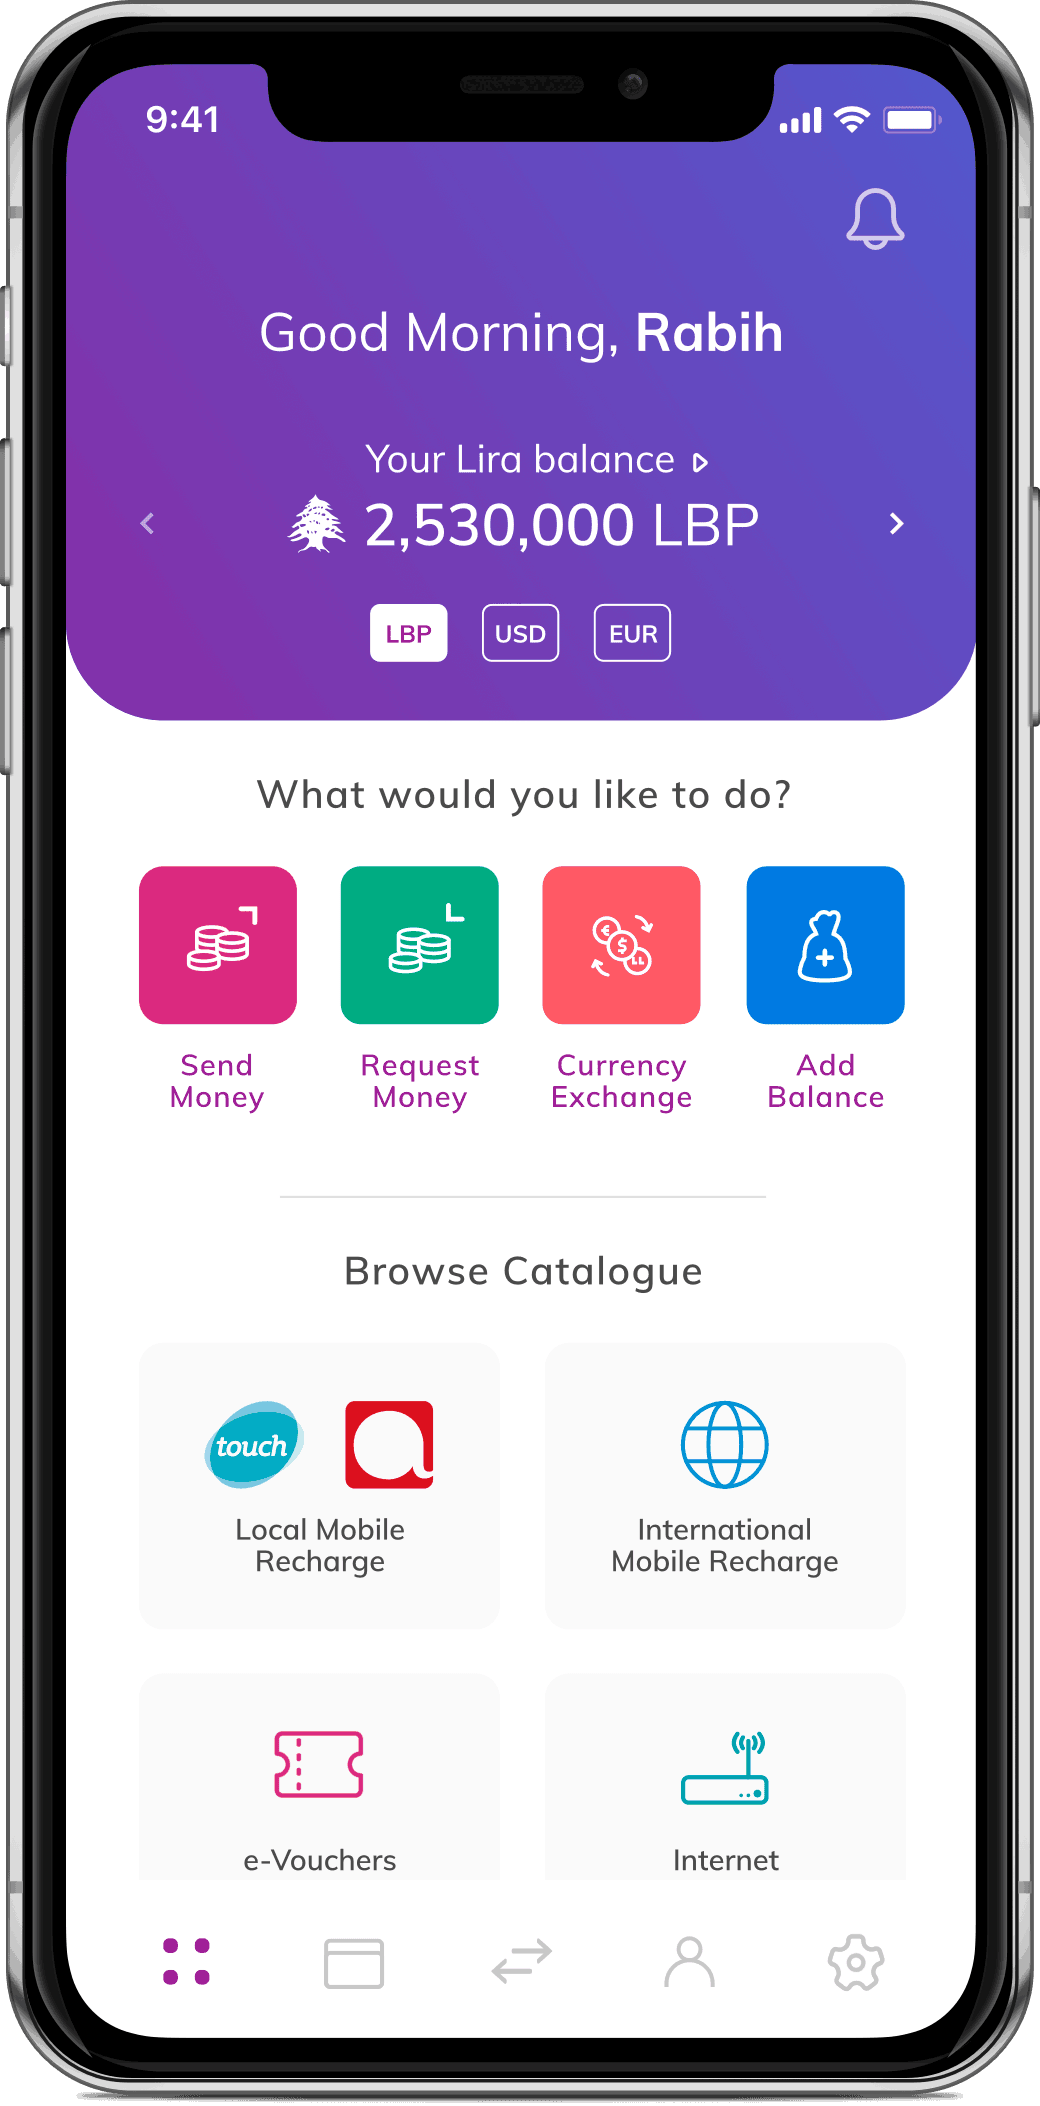 9:41
Good Morning, Rabih
Your Lira balance
2,530,000 LBP
LBP USD EUR
What would you like to do?
Send
Money
Request
Money
Currency
Exchange
Add
Balance
Browse Catalogue
touch
Local Mobile
Recharge
International
Mobile Recharge
e-Vouchers
Internet